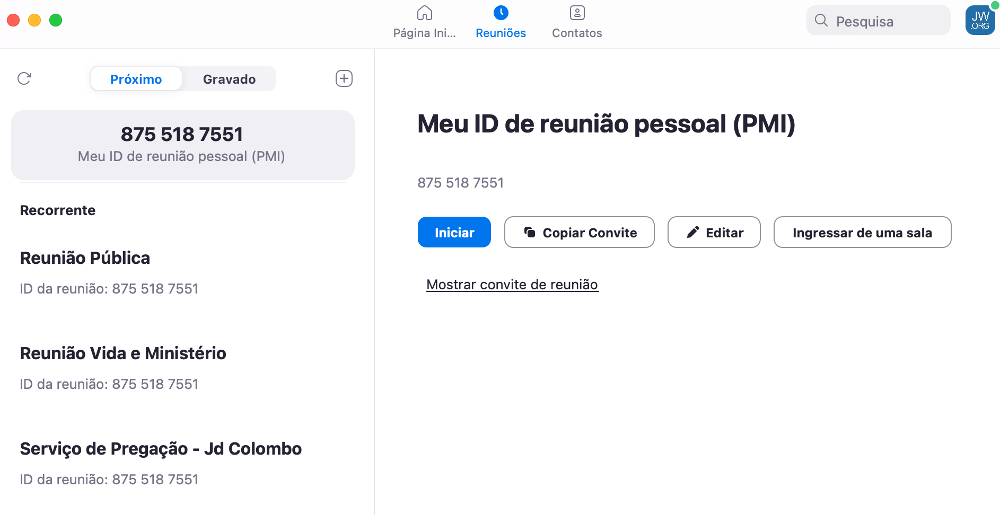 Página Ini...
Reuniões
Contatos
Pesquisa
JW
.ORG
Próximo
Gravado
875 518 7551
Meu ID de reunião pessoal (PMI)
Recorrente
Reunião Pública
ID da reunião: 875 518 7551
Reunião Vida e Ministério
ID da reunião: 875 518 7551
Serviço de Pregação - Jd Colombo
ID da reunião: 875 518 7551
Meu ID de reunião pessoal (PMI)
875 518 7551
Iniciar
Copiar Convite
Editar
Ingressar de uma sala
Mostrar convite de reunião